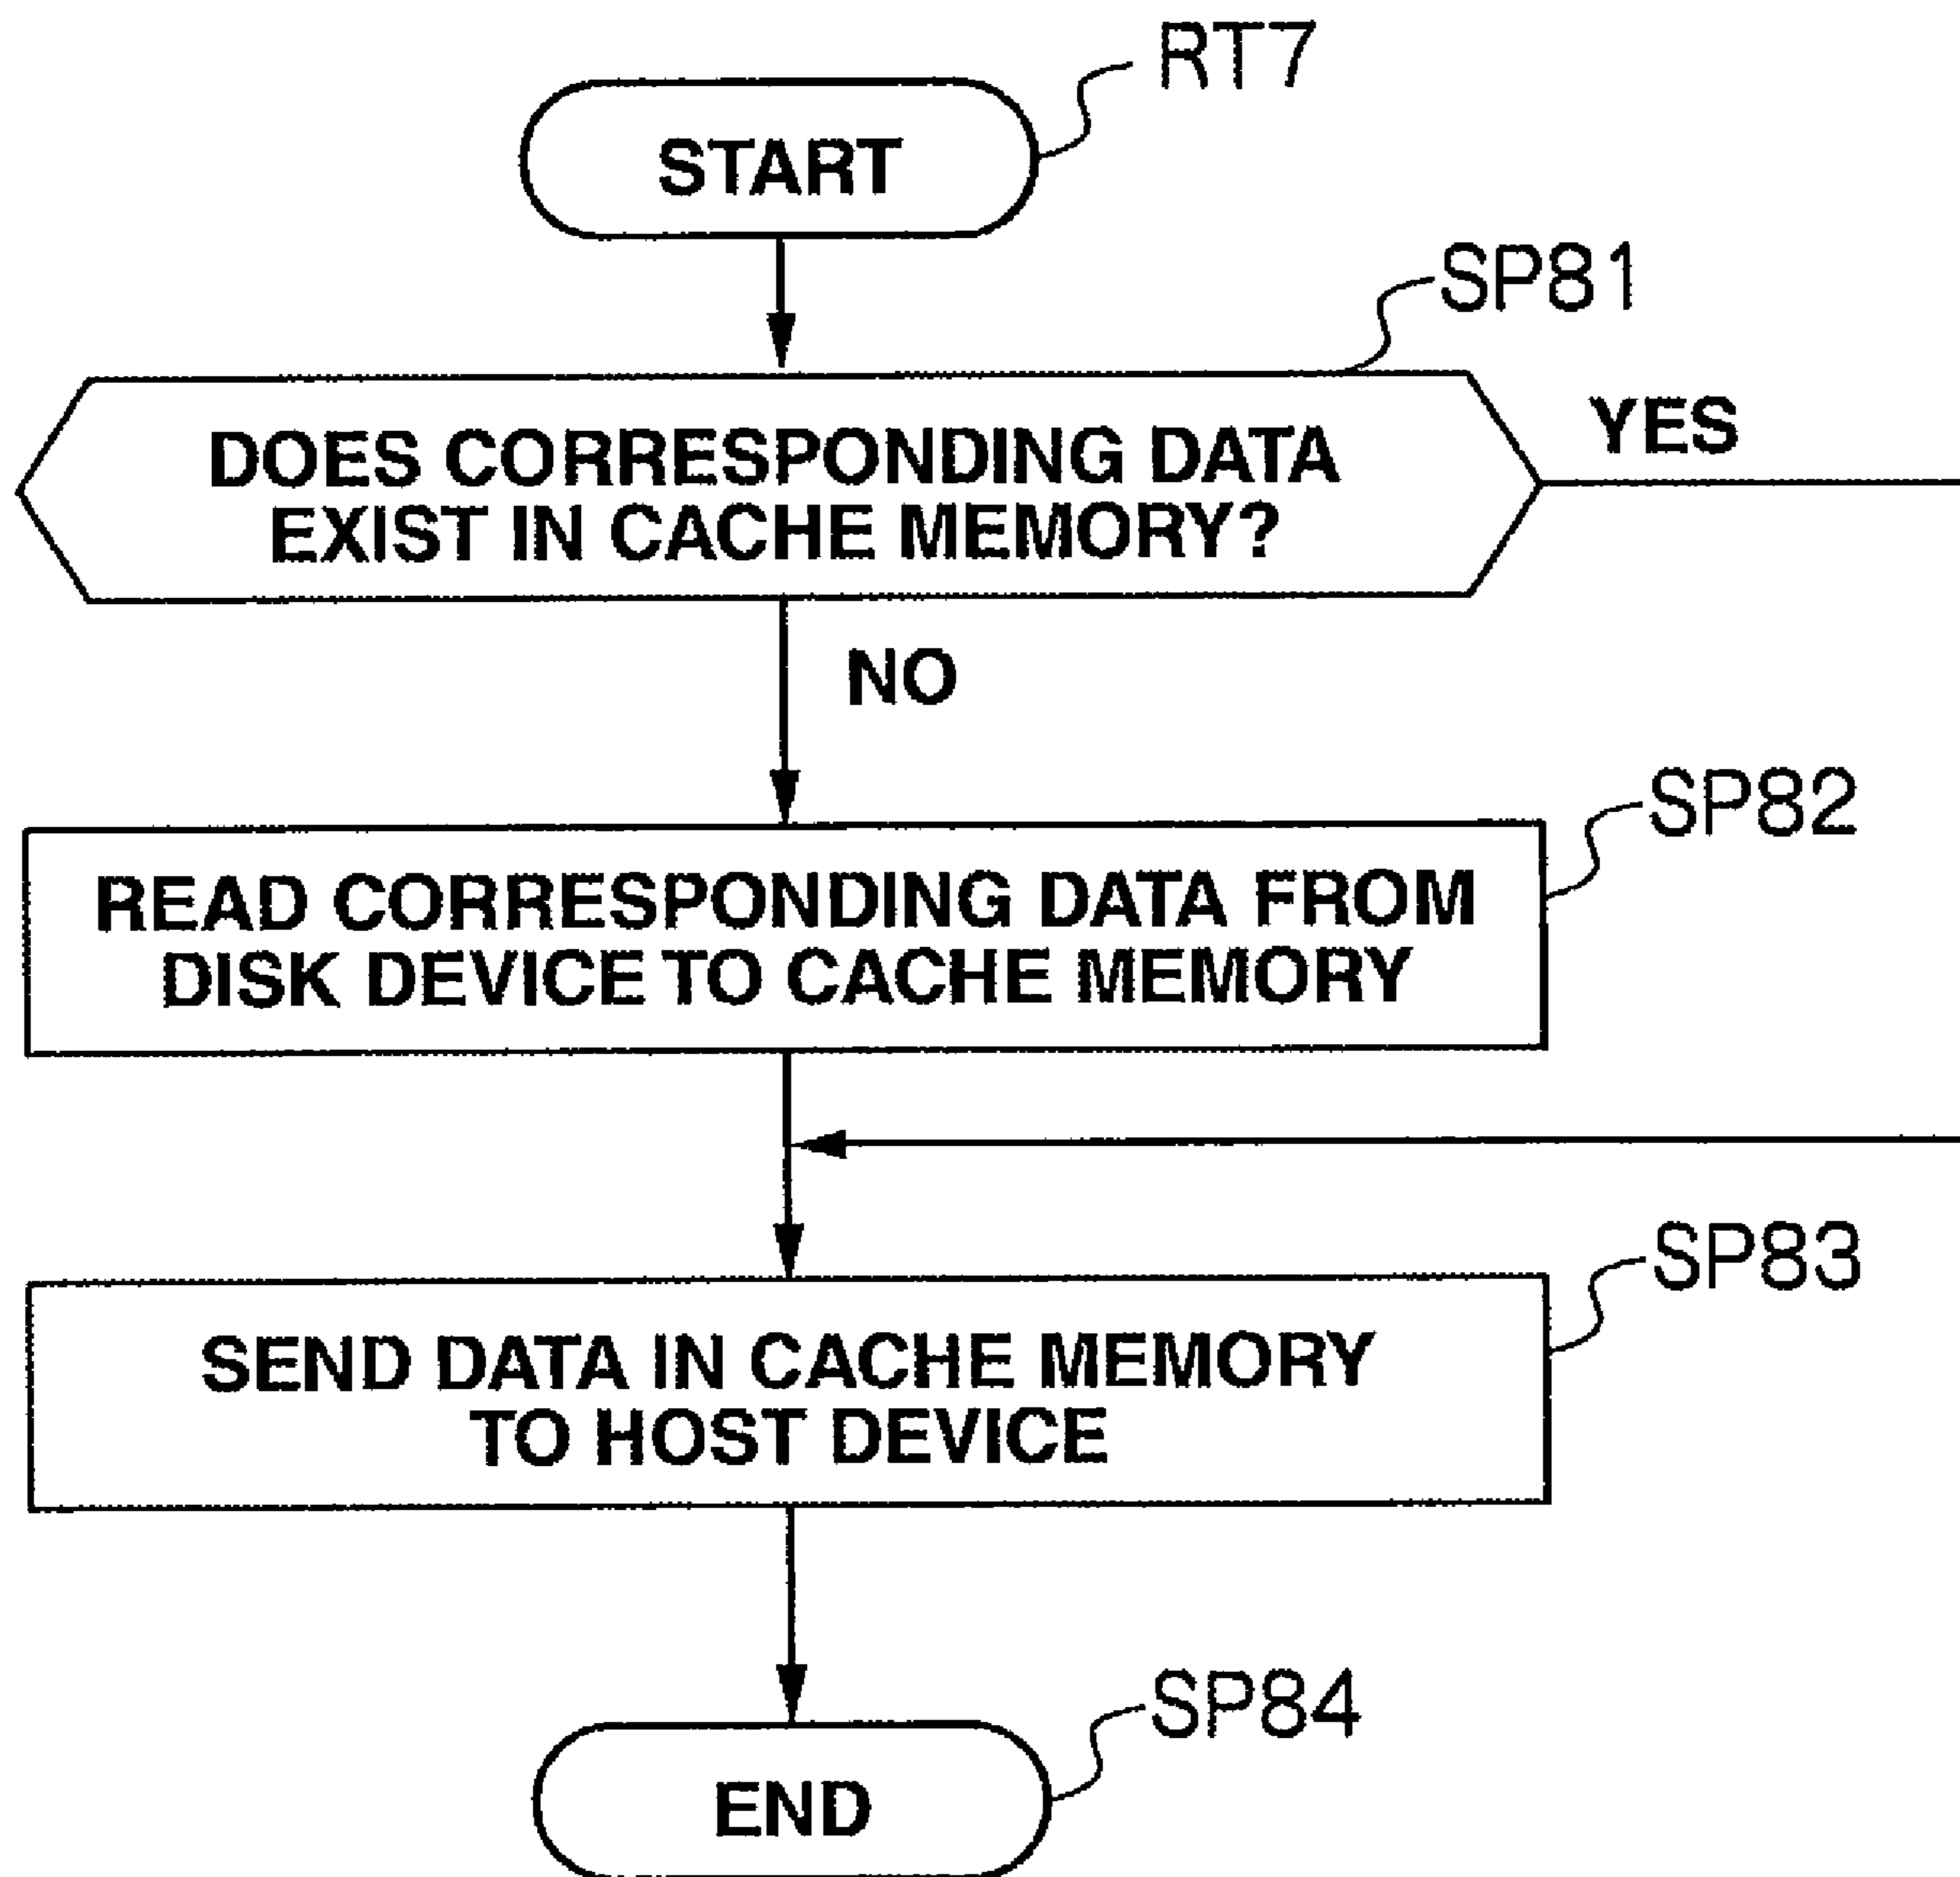 RT7
START
SP81
DOES CORRESPONDING DATA
EXIST IN CACHE MEMORY?
YES
NO
SP82
READ CORRESPONDING DATA FROM
DISK DEVICE TO CACHE MEMORY
SP83
SEND DATA IN CACHE MEMORY
TO HOST DEVICE
SP84
END